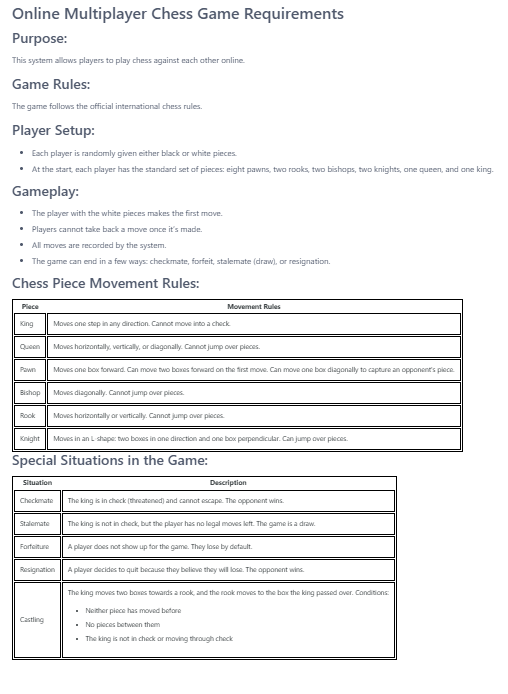 Online Multiplayer Chess Game Requirements
Purpose:
This system allows players to play chess against each other online.
Game Rules:
The game follows the official international chess rules.
Player Setup:
Each player is randomly given either black or white pieces.
At the start, each player has the standard set of pieces: eight pawns, two rooks, two bishops, two knights, one queen, and one king.
Gameplay:
The player with the white pieces makes the first move.
Players cannot take back a move once it's made.
All moves are recorded by the system.
The game can end in a few ways: checkmate, forfeit, stalemate (draw), or resignation.
Chess Piece Movement Rules:
Piece Movement Rules
King Moves one step in any direction. Cannot move into a check.
Queen Moves horizontally, vertically, or diagonally. Cannot jump over pieces.
Pawn Moves one box forward. Can move two boxes forward on the first move. Can move one box diagonally to capture an opponent's piece.
Bishop Moves diagonally. Cannot jump over pieces.
Rook Moves horizontally or vertically. Cannot jump over pieces.
Knight Moves in an L shape: two boxes in one direction and one box perpendicular. Can jump over pieces.
Special Situations in the Game:
Situation Description
Checkmate The king is in check (threatened) and cannot escape. The opponent wins.
Stalemate The king is not in check, but the player has no legal moves left. The game is a draw.
Forfeiture A player does not show up for the game. They lose by default.
Resignation A player decides to quit because they believe they will lose. The opponent wins.
Castling The king moves two boxes towards a rook, and the rook moves to the box the king passed over. Conditions:
Neither piece has moved before
No pieces between them
The king is not in check or moving through check